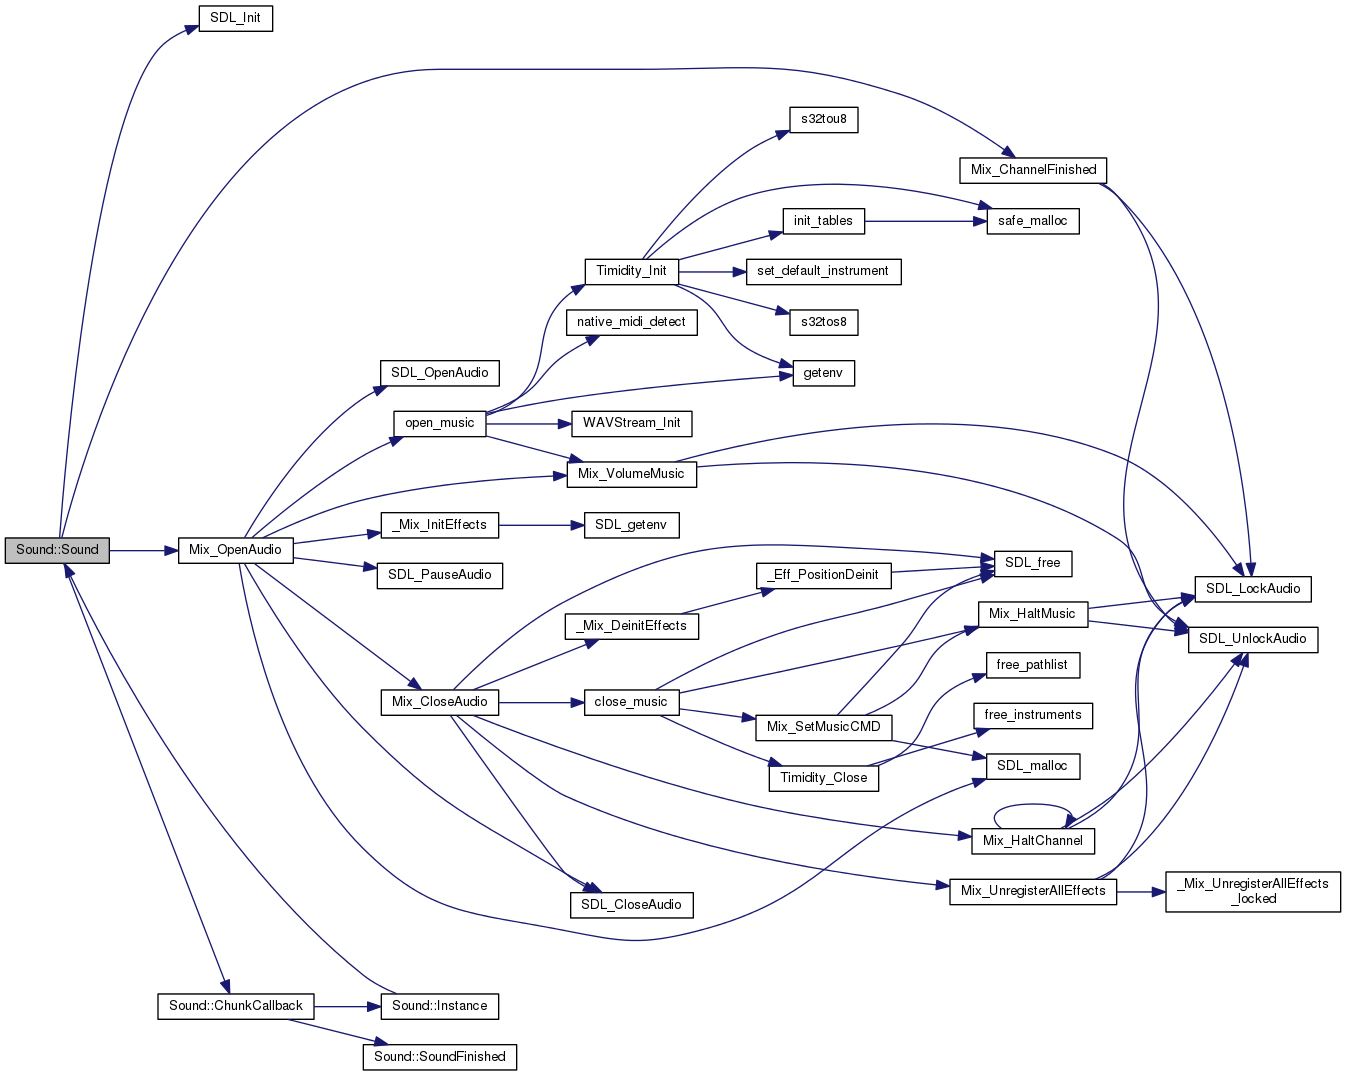 SDL_Init
s32tou8
Mix_ChannelFinished
init_tables
safe_malloc
Timidity_Init
set_default_instrument
native_midi_detect
s32tos8
SDL_OpenAudio
getenv
open_music
WAVStream_Init
Mix_VolumeMusic
_Mix_InitEffects
SDL_getenv
Sound::Sound
Mix_OpenAudio
SDL_PauseAudio
_Eff_PositionDeinit
SDL_free
SDL_LockAudio
_Mix_DeinitEffects
Mix_HaltMusic
SDL_UnlockAudio
free_pathlist
Mix_CloseAudio
close_music
free_instruments
Mix_SetMusicCMD
Timidity_Close
SDL_malloc
Mix_HaltChannel
SDL_CloseAudio
Mix_UnregisterAllEffects
_Mix_UnregisterAllEffects
_locked
Sound::ChunkCallback
Sound::Instance
Sound::SoundFinished